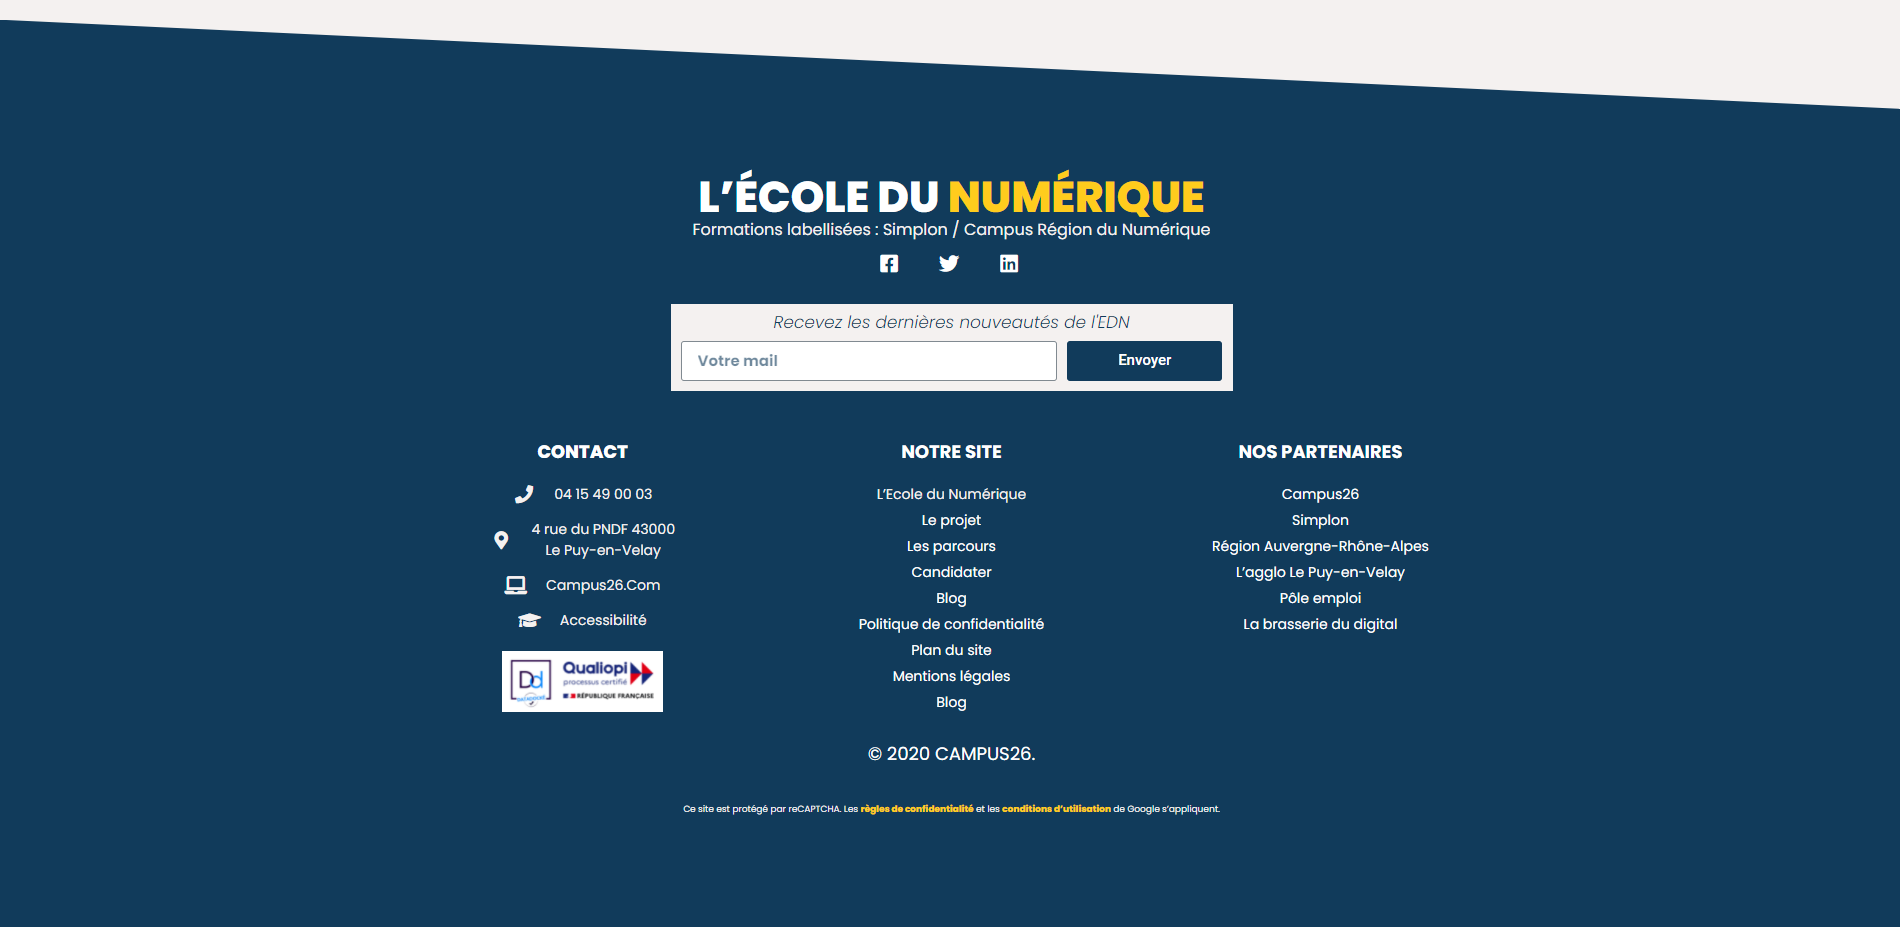 L’ÉCOLE DU NUMÉRIQUE
Formations labellisées : Simplon / Campus Région du Numérique
Recevez les dernières nouveautés de l'EDN
Votre mail
Envoyer
CONTACT
04 15 49 00 03
4 rue du PNDF 43000
Le Puy-en-Velay
Campus26.Com
Accessibilité
Dd
Qualiopi
processus certifié
RÉPUBLIQUE FRANÇAISE
NOTRE SITE
L’Ecole du Numérique
Le projet
Les parcours
Candidater
Blog
Politique de confidentialité
Plan du site
Mentions légales
Blog
NOS PARTENAIRES
Campus26
Simplon
Région Auvergne-Rhône-Alpes
L’agglo Le Puy-en-Velay
Pôle emploi
La brasserie du digital
© 2020 CAMPUS26.
Ce site est protégé par reCAPTCHA. Les règles de confidentialité et les conditions d’utilisation de Google s’appliquent.